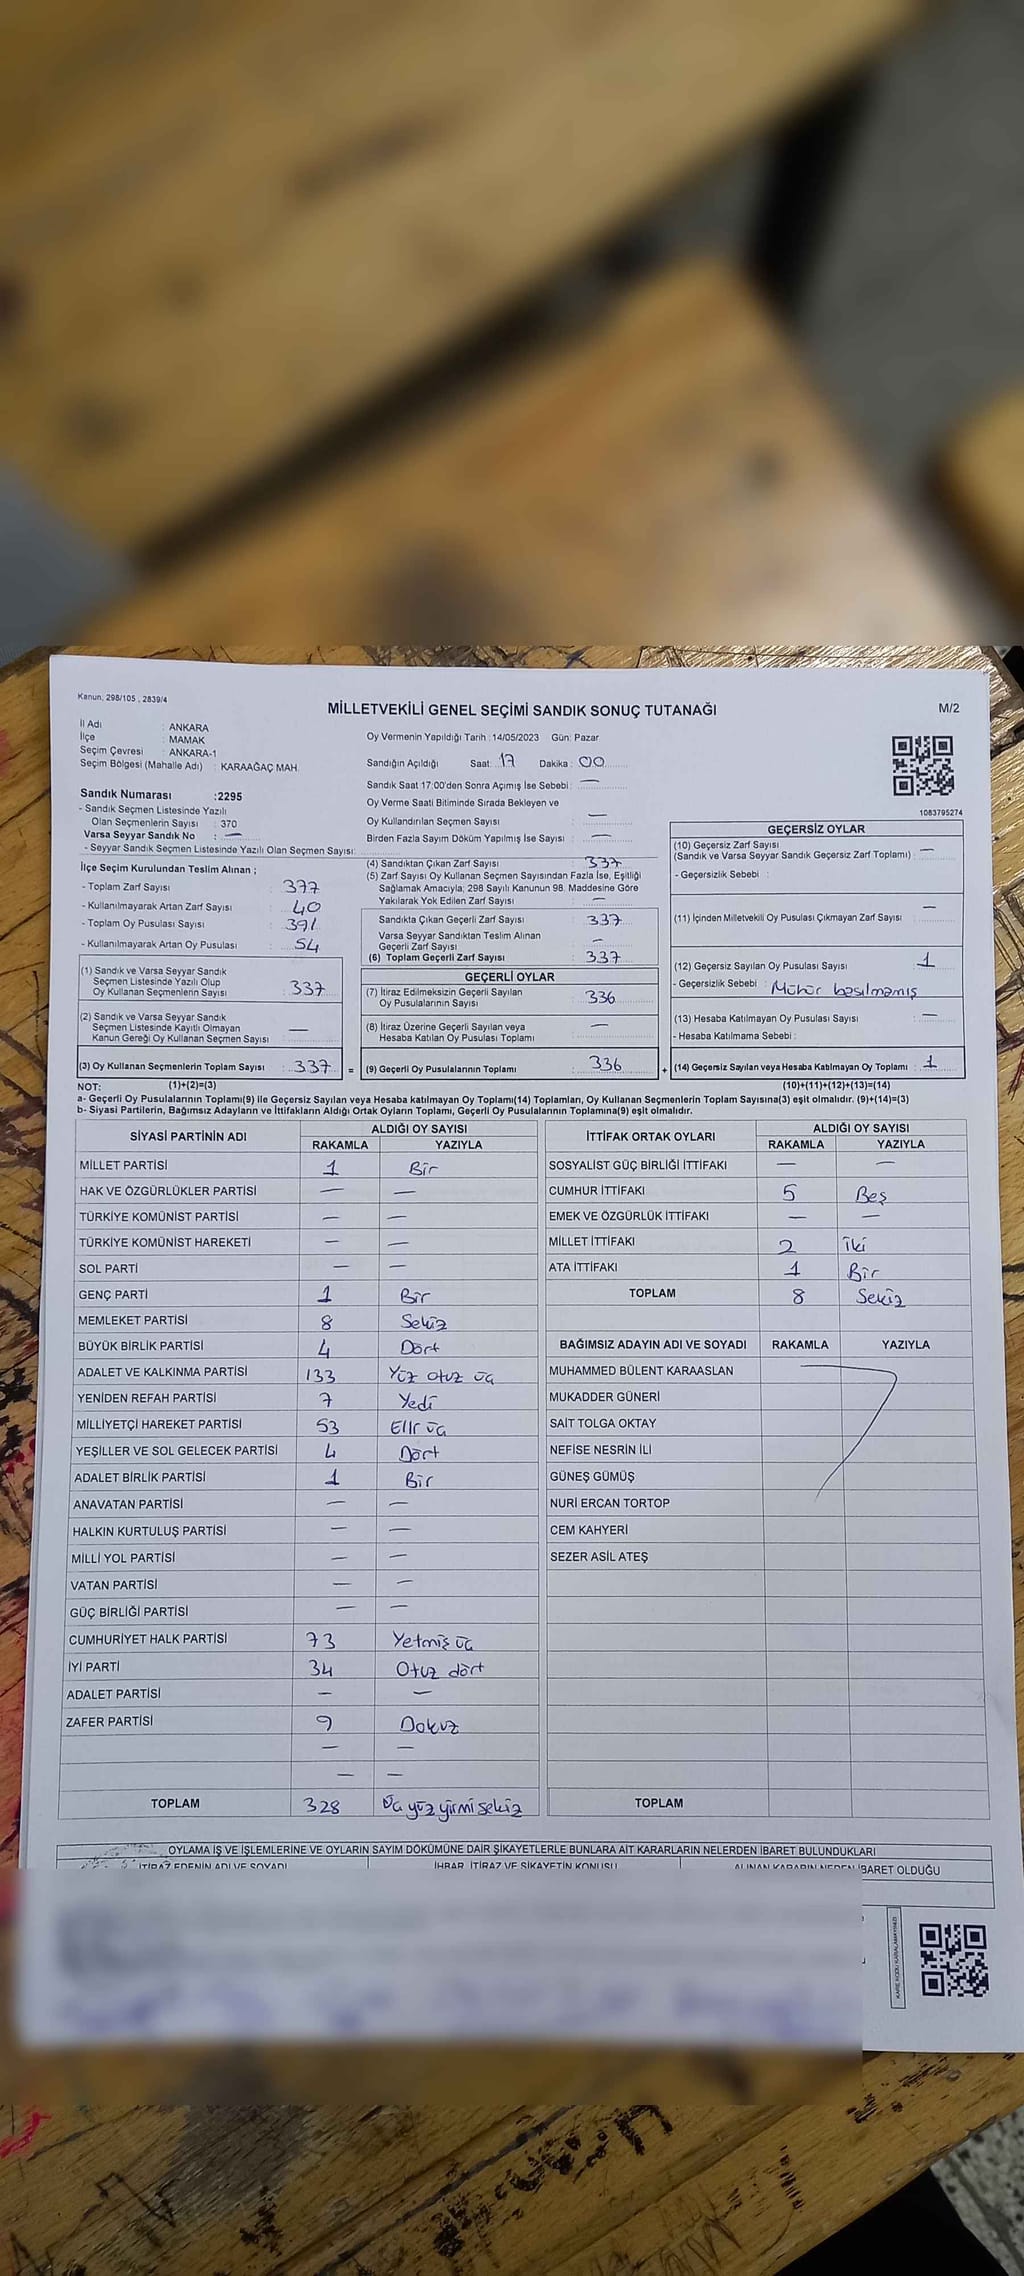 Kanun; 298/105 , 2839/4
MİLLETVEKİLİ GENEL SEÇİMİ SANDIK SONUÇ TUTANAĞI
M/2
İl Adı : ANKARA
İlçe : MAMAK
Seçim Çevresi : ANKARA-1
Seçim Bölgesi (Mahalle Adı) : KARAAĞAÇ MAH.
Oy Vermenin Yapıldığı Tarih : 14/05/2023 Gün: Pazar
Sandığın Açıldığı Saat: 17 Dakika : 00
Sandık Saat 17:00'den Sonra Açımış İse Sebebi : —
Oy Verme Saati Bitiminde Sırada Bekleyen ve
Oy Kullandırılan Seçmen Sayısı : —
Birden Fazla Sayım Döküm Yapılmış İse Sayısı : —
1083795274
Sandık Numarası :2295
- Sandık Seçmen Listesinde Yazılı
Olan Seçmenlerin Sayısı : 370
Varsa Seyyar Sandık No : —
- Seyyar Sandık Seçmen Listesinde Yazılı Olan Seçmen Sayısı:
İlçe Seçim Kurulundan Teslim Alınan ;
- Toplam Zarf Sayısı : 377
- Kullanılmayarak Artan Zarf Sayısı : 40
- Toplam Oy Pusulası Sayısı : 391
- Kullanılmayarak Artan Oy Pusulası : 54
(1) Sandık ve Varsa Seyyar Sandık
Seçmen Listesinde Yazılı Olup
Oy Kullanan Seçmenlerin Sayısı : 337
(2) Sandık ve Varsa Seyyar Sandık
Seçmen Listesinde Kayıtlı Olmayan
Kanun Gereği Oy Kullanan Seçmen Sayısı : —
(3) Oy Kullanan Seçmenlerin Toplam Sayısı : 337 =
(4) Sandıktan Çıkan Zarf Sayısı : 337
(5) Zarf Sayısı Oy Kullanan Seçmen Sayısından Fazla İse, Eşitliği
Sağlamak Amacıyla; 298 Sayılı Kanunun 98. Maddesine Göre
Yakılarak Yok Edilen Zarf Sayısı : —
Sandıkta Çıkan Geçerli Zarf Sayısı : 337
Varsa Seyyar Sandıktan Teslim Alınan
Geçerli Zarf Sayısı : —
(6) Toplam Geçerli Zarf Sayısı : 337
GEÇERLİ OYLAR
(7) İtiraz Edilmeksizin Geçerli Sayılan
Oy Pusulalarının Sayısı : 336
(8) İtiraz Üzerine Geçerli Sayılan veya
Hesaba Katılan Oy Pusulası Toplamı : —
(9) Geçerli Oy Pusulalarının Toplamı : 336 +
GEÇERSİZ OYLAR
(10) Geçersiz Zarf Sayısı
(Sandık ve Varsa Seyyar Sandık Geçersiz Zarf Toplamı) : —
- Geçersizlik Sebebi :
(11) İçinden Milletvekili Oy Pusulası Çıkmayan Zarf Sayısı : —
(12) Geçersiz Sayılan Oy Pusulası Sayısı : 1
- Geçersizlik Sebebi : Mühür basılmamış
(13) Hesaba Katılmayan Oy Pusulası Sayısı : —
- Hesaba Katılmama Sebebi :
(14) Geçersiz Sayılan veya Hesaba Katılmayan Oy Toplamı : 1
NOT: (1)+(2)=(3) (10)+(11)+(12)+(13)=(14)
a- Geçerli Oy Pusulalarının Toplamı(9) ile Geçersiz Sayılan veya Hesaba katılmayan Oy Toplamı(14) Toplamları, Oy Kullanan Seçmenlerin Toplam Sayısına(3) eşit olmalıdır. (9)+(14)=(3)
b- Siyasi Partilerin, Bağımsız Adayların ve İttifakların Aldığı Ortak Oyların Toplamı, Geçerli Oy Pusulalarının Toplamına(9) eşit olmalıdır.
SİYASİ PARTİNİN ADI ALDIĞI OY SAYISI
RAKAMLA YAZIYLA
MİLLET PARTİSİ 1 Bir
HAK VE ÖZGÜRLÜKLER PARTİSİ — —
TÜRKİYE KOMÜNİST PARTİSİ — —
TÜRKİYE KOMÜNİST HAREKETİ — —
SOL PARTİ — —
GENÇ PARTİ 1 Bir
MEMLEKET PARTİSİ 8 Sekiz
BÜYÜK BİRLİK PARTİSİ 4 Dört
ADALET VE KALKINMA PARTİSİ 133 Yüz otuz üç
YENİDEN REFAH PARTİSİ 7 Yedi
MİLLİYETÇİ HAREKET PARTİSİ 53 Elli üç
YEŞİLLER VE SOL GELECEK PARTİSİ 4 Dört
ADALET BİRLİK PARTİSİ 1 Bir
ANAVATAN PARTİSİ — —
HALKIN KURTULUŞ PARTİSİ — —
MİLLİ YOL PARTİSİ — —
VATAN PARTİSİ — —
GÜÇ BİRLİĞİ PARTİSİ — —
CUMHURİYET HALK PARTİSİ 73 Yetmiş üç
İYİ PARTİ 34 Otuz dört
ADALET PARTİSİ — —
ZAFER PARTİSİ 9 Dokuz
— —
— —
TOPLAM 328 Üç yüz yirmi sekiz
İTTİFAK ORTAK OYLARI ALDIĞI OY SAYISI
RAKAMLA YAZIYLA
SOSYALİST GÜÇ BİRLİĞİ İTTİFAKI — —
CUMHUR İTTİFAKI 5 Beş
EMEK VE ÖZGÜRLÜK İTTİFAKI — —
MİLLET İTTİFAKI 2 İki
ATA İTTİFAKI 1 Bir
TOPLAM 8 Sekiz
BAĞIMSIZ ADAYIN ADI VE SOYADI RAKAMLA YAZIYLA
MUHAMMED BÜLENT KARAASLAN
MUKADDER GÜNERİ
SAİT TOLGA OKTAY
NEFİSE NESRİN İLİ
GÜNEŞ GÜMÜŞ
NURİ ERCAN TORTOP
CEM KAHYERİ
SEZER ASİL ATEŞ
TOPLAM
OYLAMA İŞ VE İŞLEMLERİNE VE OYLARIN SAYIM DÖKÜMÜNE DAİR ŞİKAYETLERLE BUNLARA AİT KARARLARIN NELERDEN İBARET BULUNDUKLARI
İTİRAZ EDENİN ADI VE SOYADI İHBAR, İTİRAZ VE ŞİKAYETİN KONUSU ALINAN KARARIN NEDEN İBARET OLDUĞU